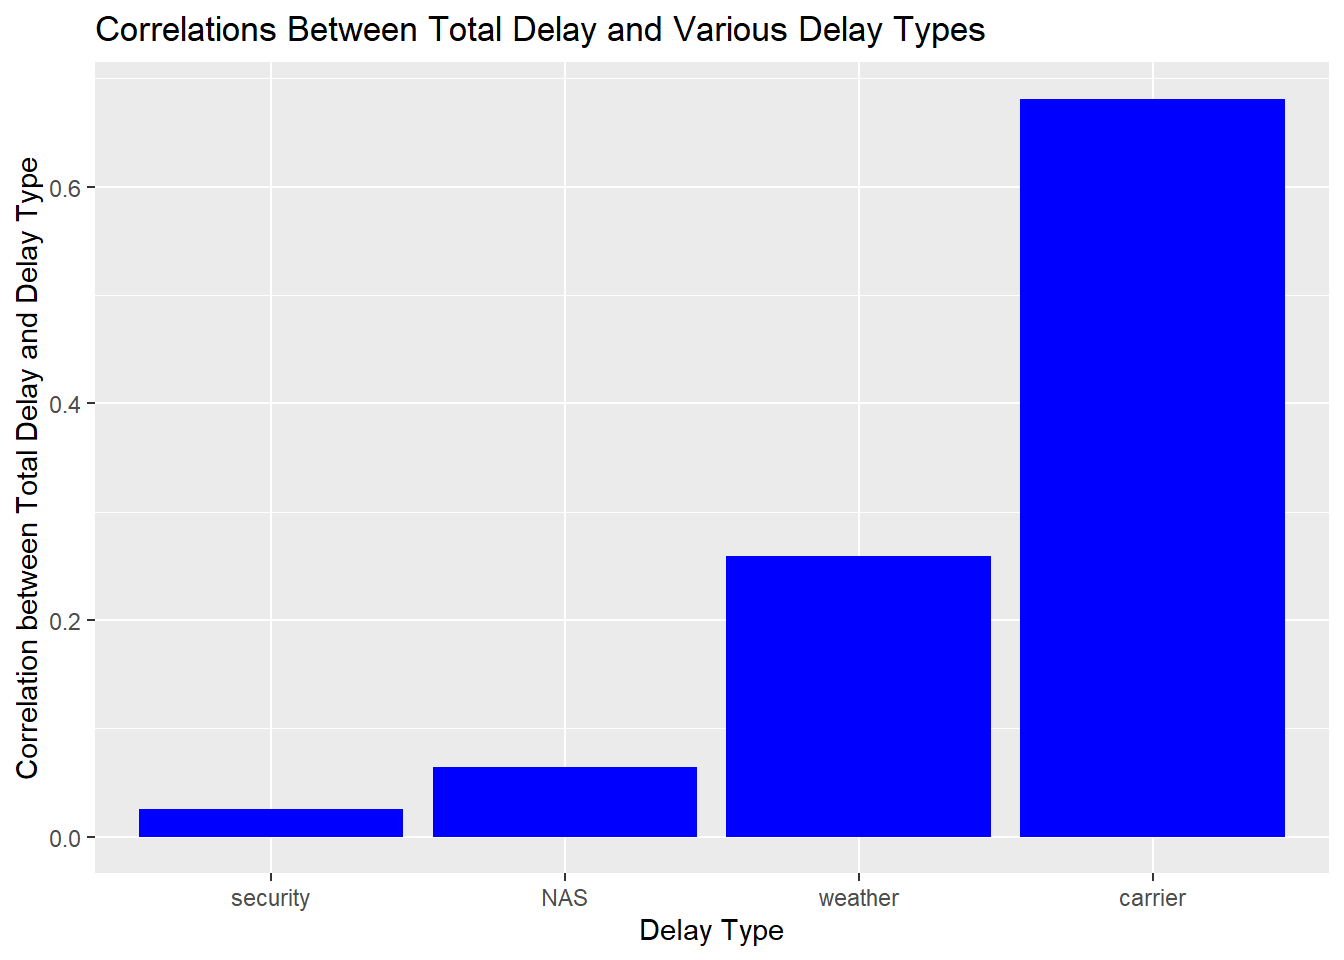 Correlations Between Total Delay and Various Delay Types
Correlation between Total Delay and Delay Type
0.6
0.4
0.2
0.0
security NAS weather carrier
Delay Type